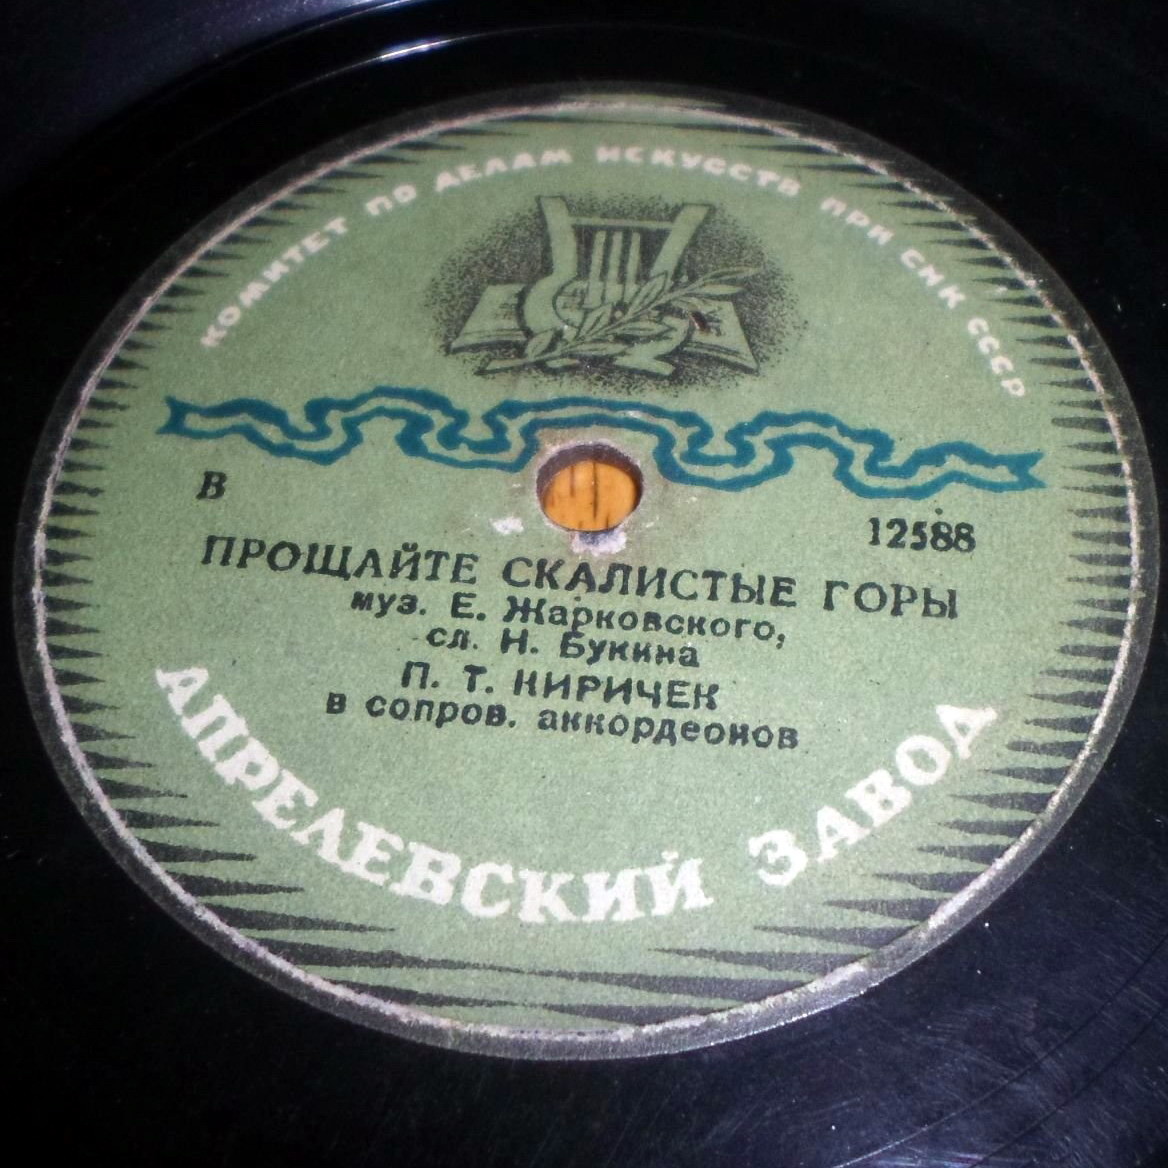 КОМИТЕТ ПО ДЕЛАМ ИСКУССТВ ПРИ СНК СССР
В
12588
ПРОЩАЙТЕ СКАЛИСТЫЕ ГОРЫ
муз. Е. Жарковского,
сл. Н. Букина
П. Т. КИРИЧЕК
в сопров. аккордеонов
АПРЕЛЕВСКИЙ ЗАВОД